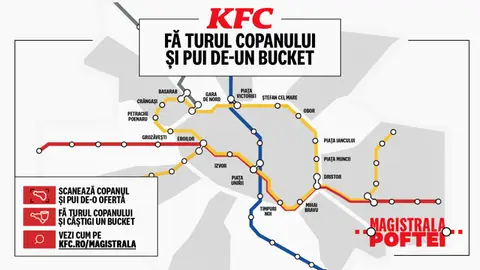 KFC
FĂ TURUL COPANULUI
ȘI PUI DE-UN BUCKET
BASARAB
GARA
DE NORD
PIAȚA
VICTORIEI
ȘTEFAN CEL MARE
CRÂNGAȘI
OBOR
PETRACHE
POENARU
GROZĂVEȘTI
EROILOR
PIAȚA IANCULUI
IZVOR
PIAȚA MUNCII
PIAȚA
UNIRII
DRISTOR
TIMPURI
NOI
MIHAI
BRAVU
SCANEAZĂ COPANUL
ȘI PUI DE-O OFERTĂ
FĂ TURUL COPANULUI
ȘI CÂȘTIGI UN BUCKET
VEZI CUM PE
KFC.RO/MAGISTRALA
MAGISTRALA
POFTEI